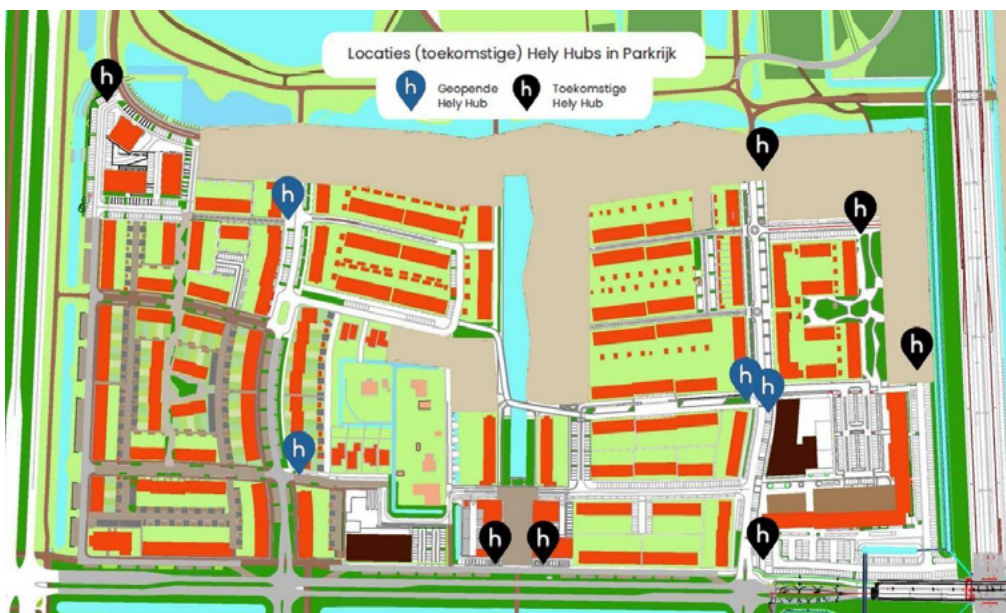 Locaties (toekomstige) Hely Hubs in Parkrijk
h Geopende
Hely Hub
h Toekomstige
Hely Hub
h
h
h
h
h
h
h
h
h
h
h